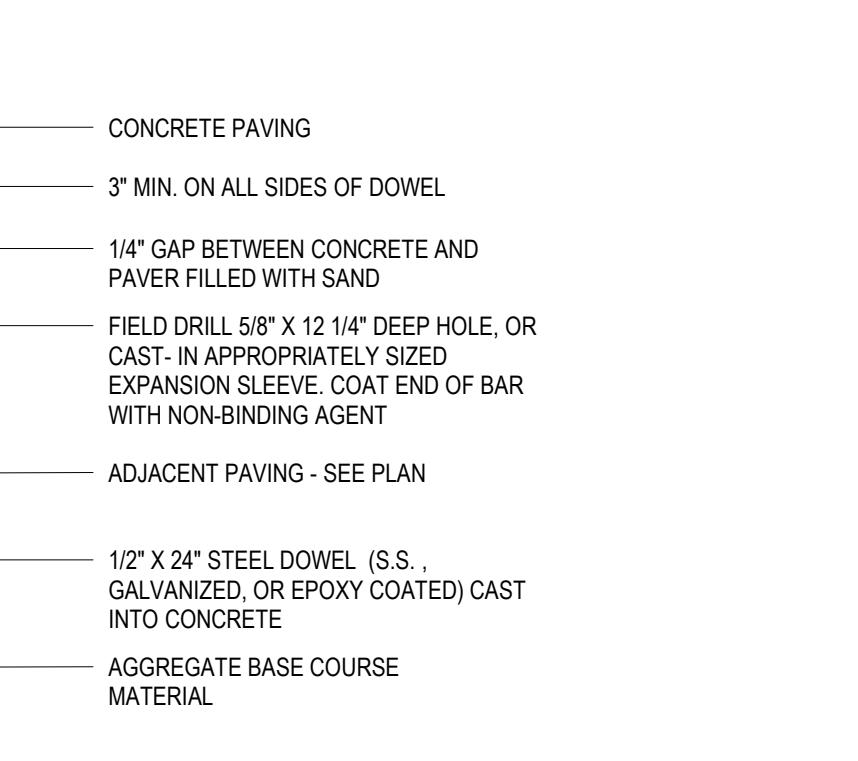 CONCRETE PAVING
3" MIN. ON ALL SIDES OF DOWEL
1/4" GAP BETWEEN CONCRETE AND
PAVER FILLED WITH SAND
FIELD DRILL 5/8" X 12 1/4" DEEP HOLE, OR
CAST- IN APPROPRIATELY SIZED
EXPANSION SLEEVE. COAT END OF BAR
WITH NON-BINDING AGENT
ADJACENT PAVING - SEE PLAN
1/2" X 24" STEEL DOWEL  (S.S. ,
GALVANIZED, OR EPOXY COATED) CAST
INTO CONCRETE
AGGREGATE BASE COURSE
MATERIAL